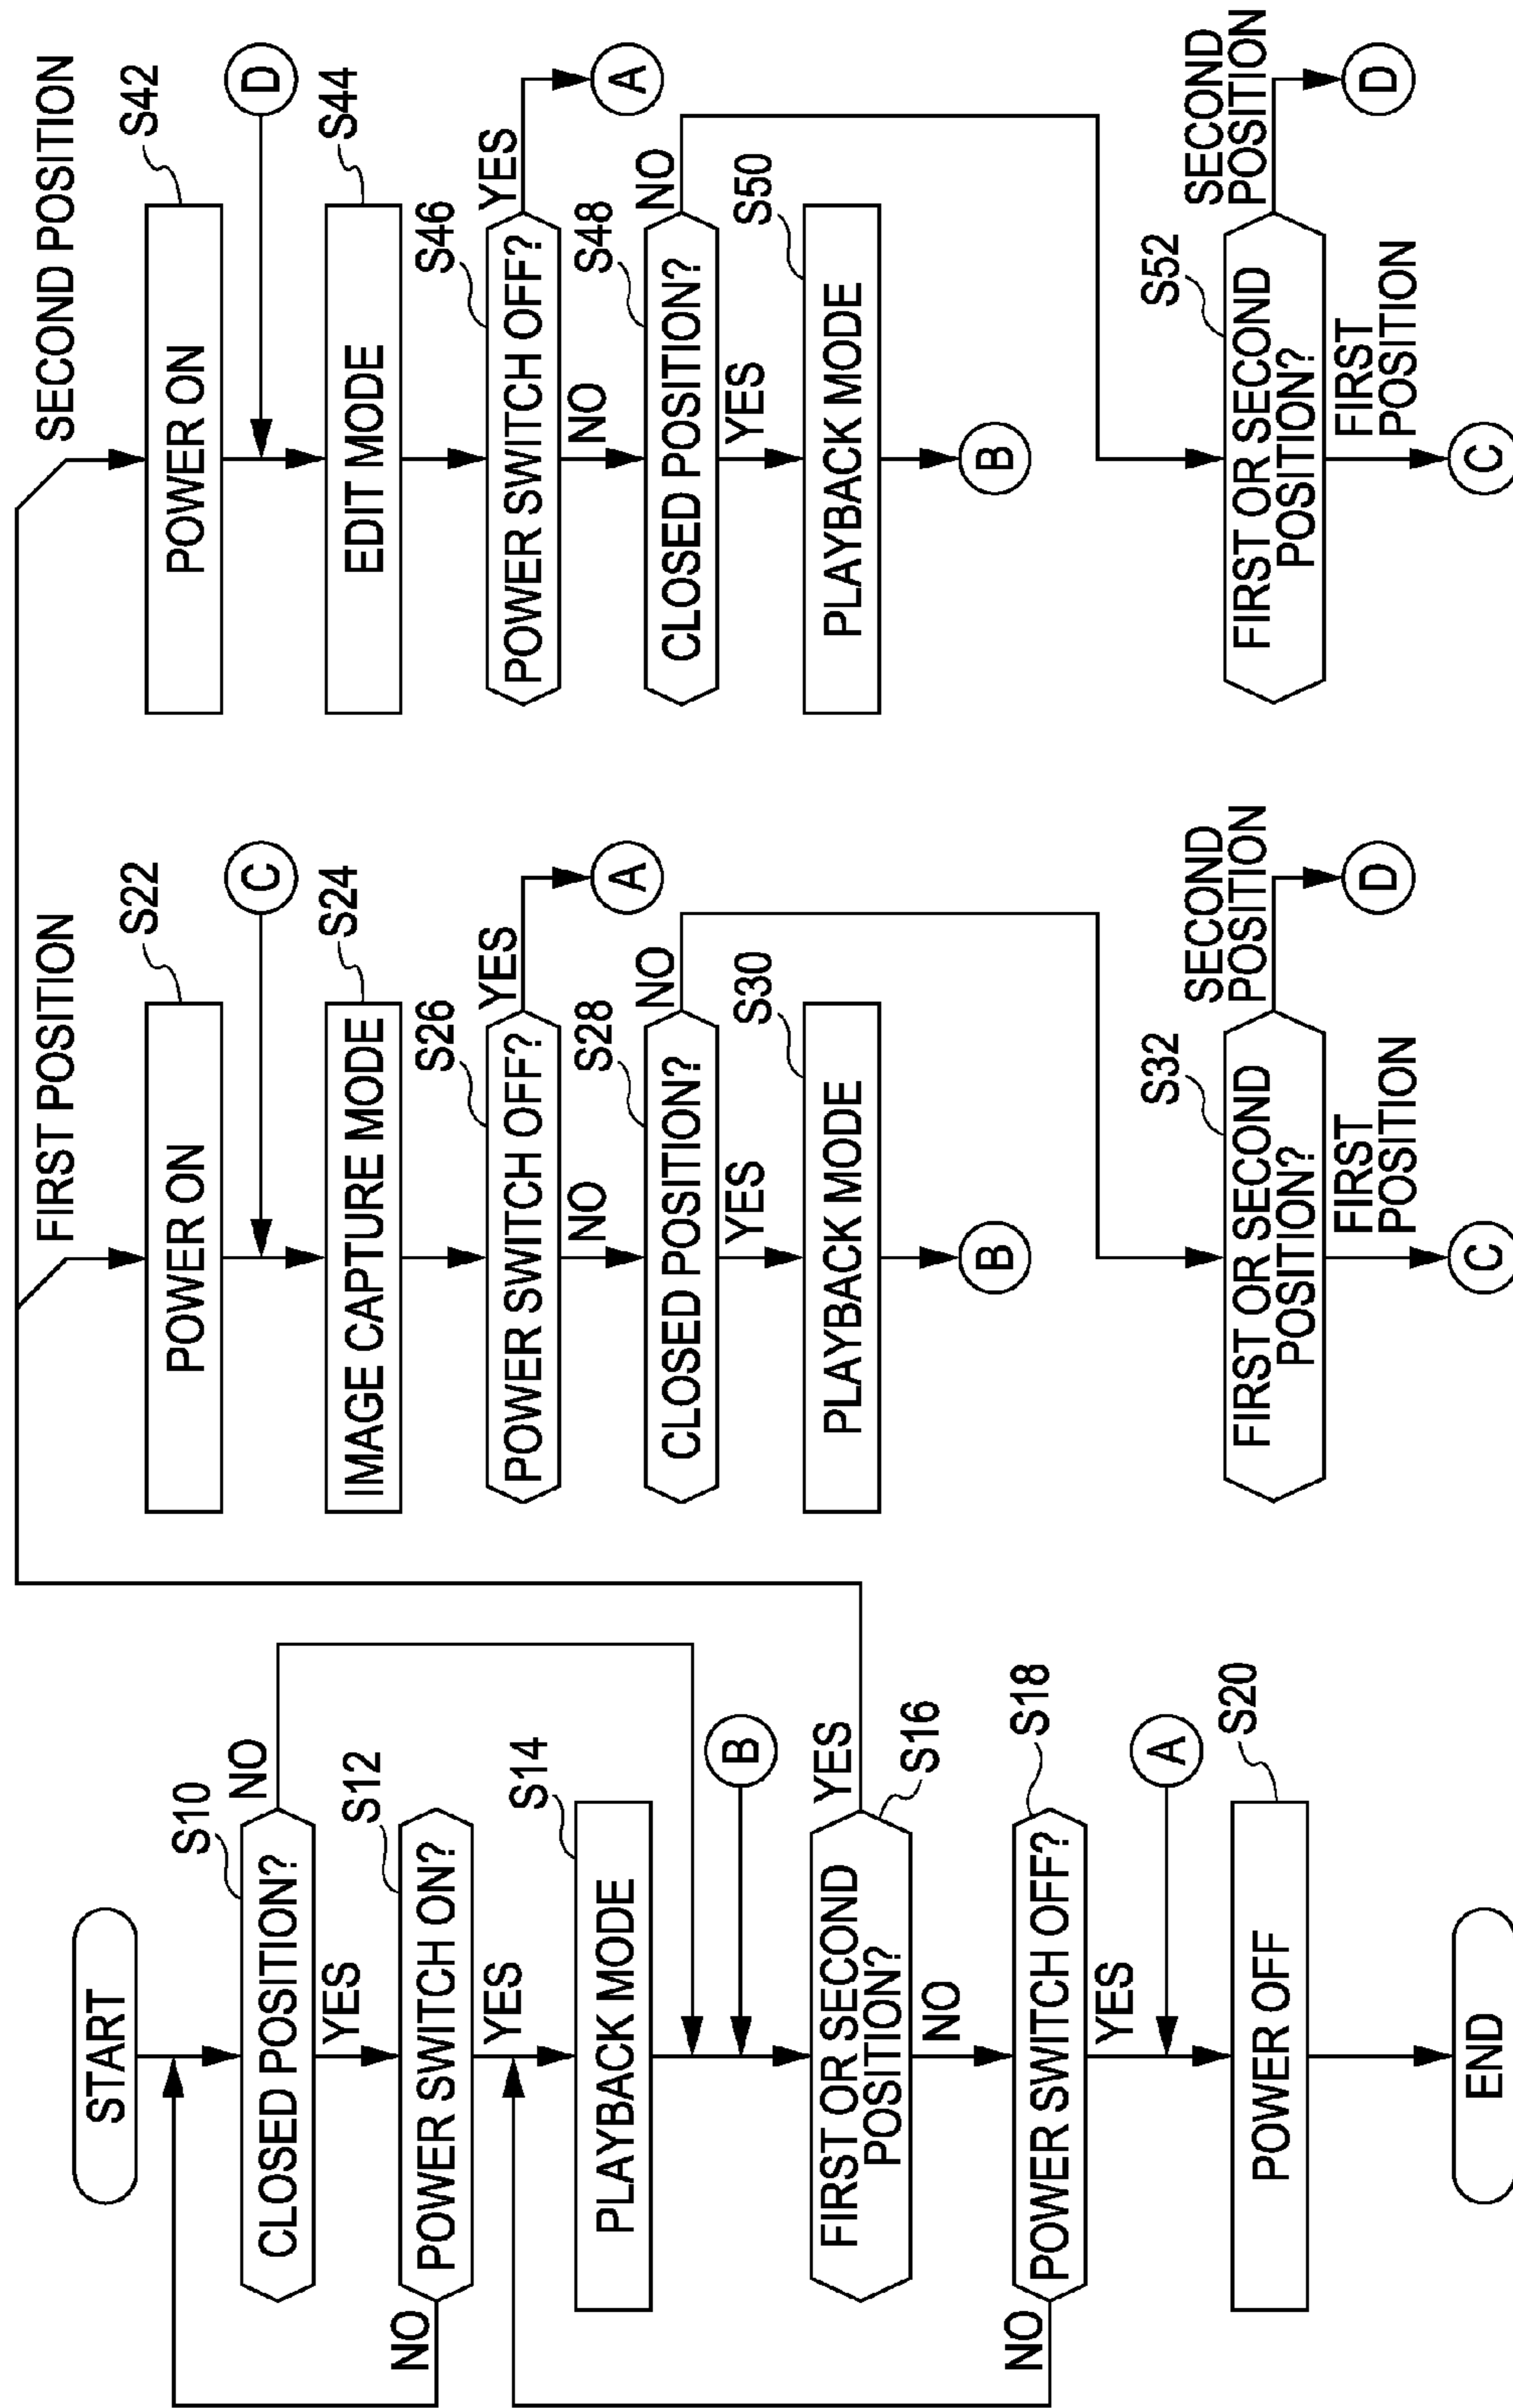 START
S10
CLOSED POSITION?
NO
YES
S12
POWER SWITCH ON?
NO
YES
S14
PLAYBACK MODE
B
FIRST OR SECOND
POSITION?
YES
S16
NO
S18
POWER SWITCH OFF?
NO
YES
A
S20
POWER OFF
END
FIRST POSITION
S22
POWER ON
C
S24
IMAGE CAPTURE MODE
S26
POWER SWITCH OFF?
YES
A
NO
S28
CLOSED POSITION?
NO
YES
S30
PLAYBACK MODE
B
S32
FIRST OR SECOND
POSITION?
SECOND
POSITION
D
FIRST
POSITION
C
SECOND POSITION
S42
POWER ON
D
S44
EDIT MODE
S46
POWER SWITCH OFF?
YES
A
NO
S48
CLOSED POSITION?
NO
YES
S50
PLAYBACK MODE
B
S52
FIRST OR SECOND
POSITION?
SECOND
POSITION
D
FIRST
POSITION
C